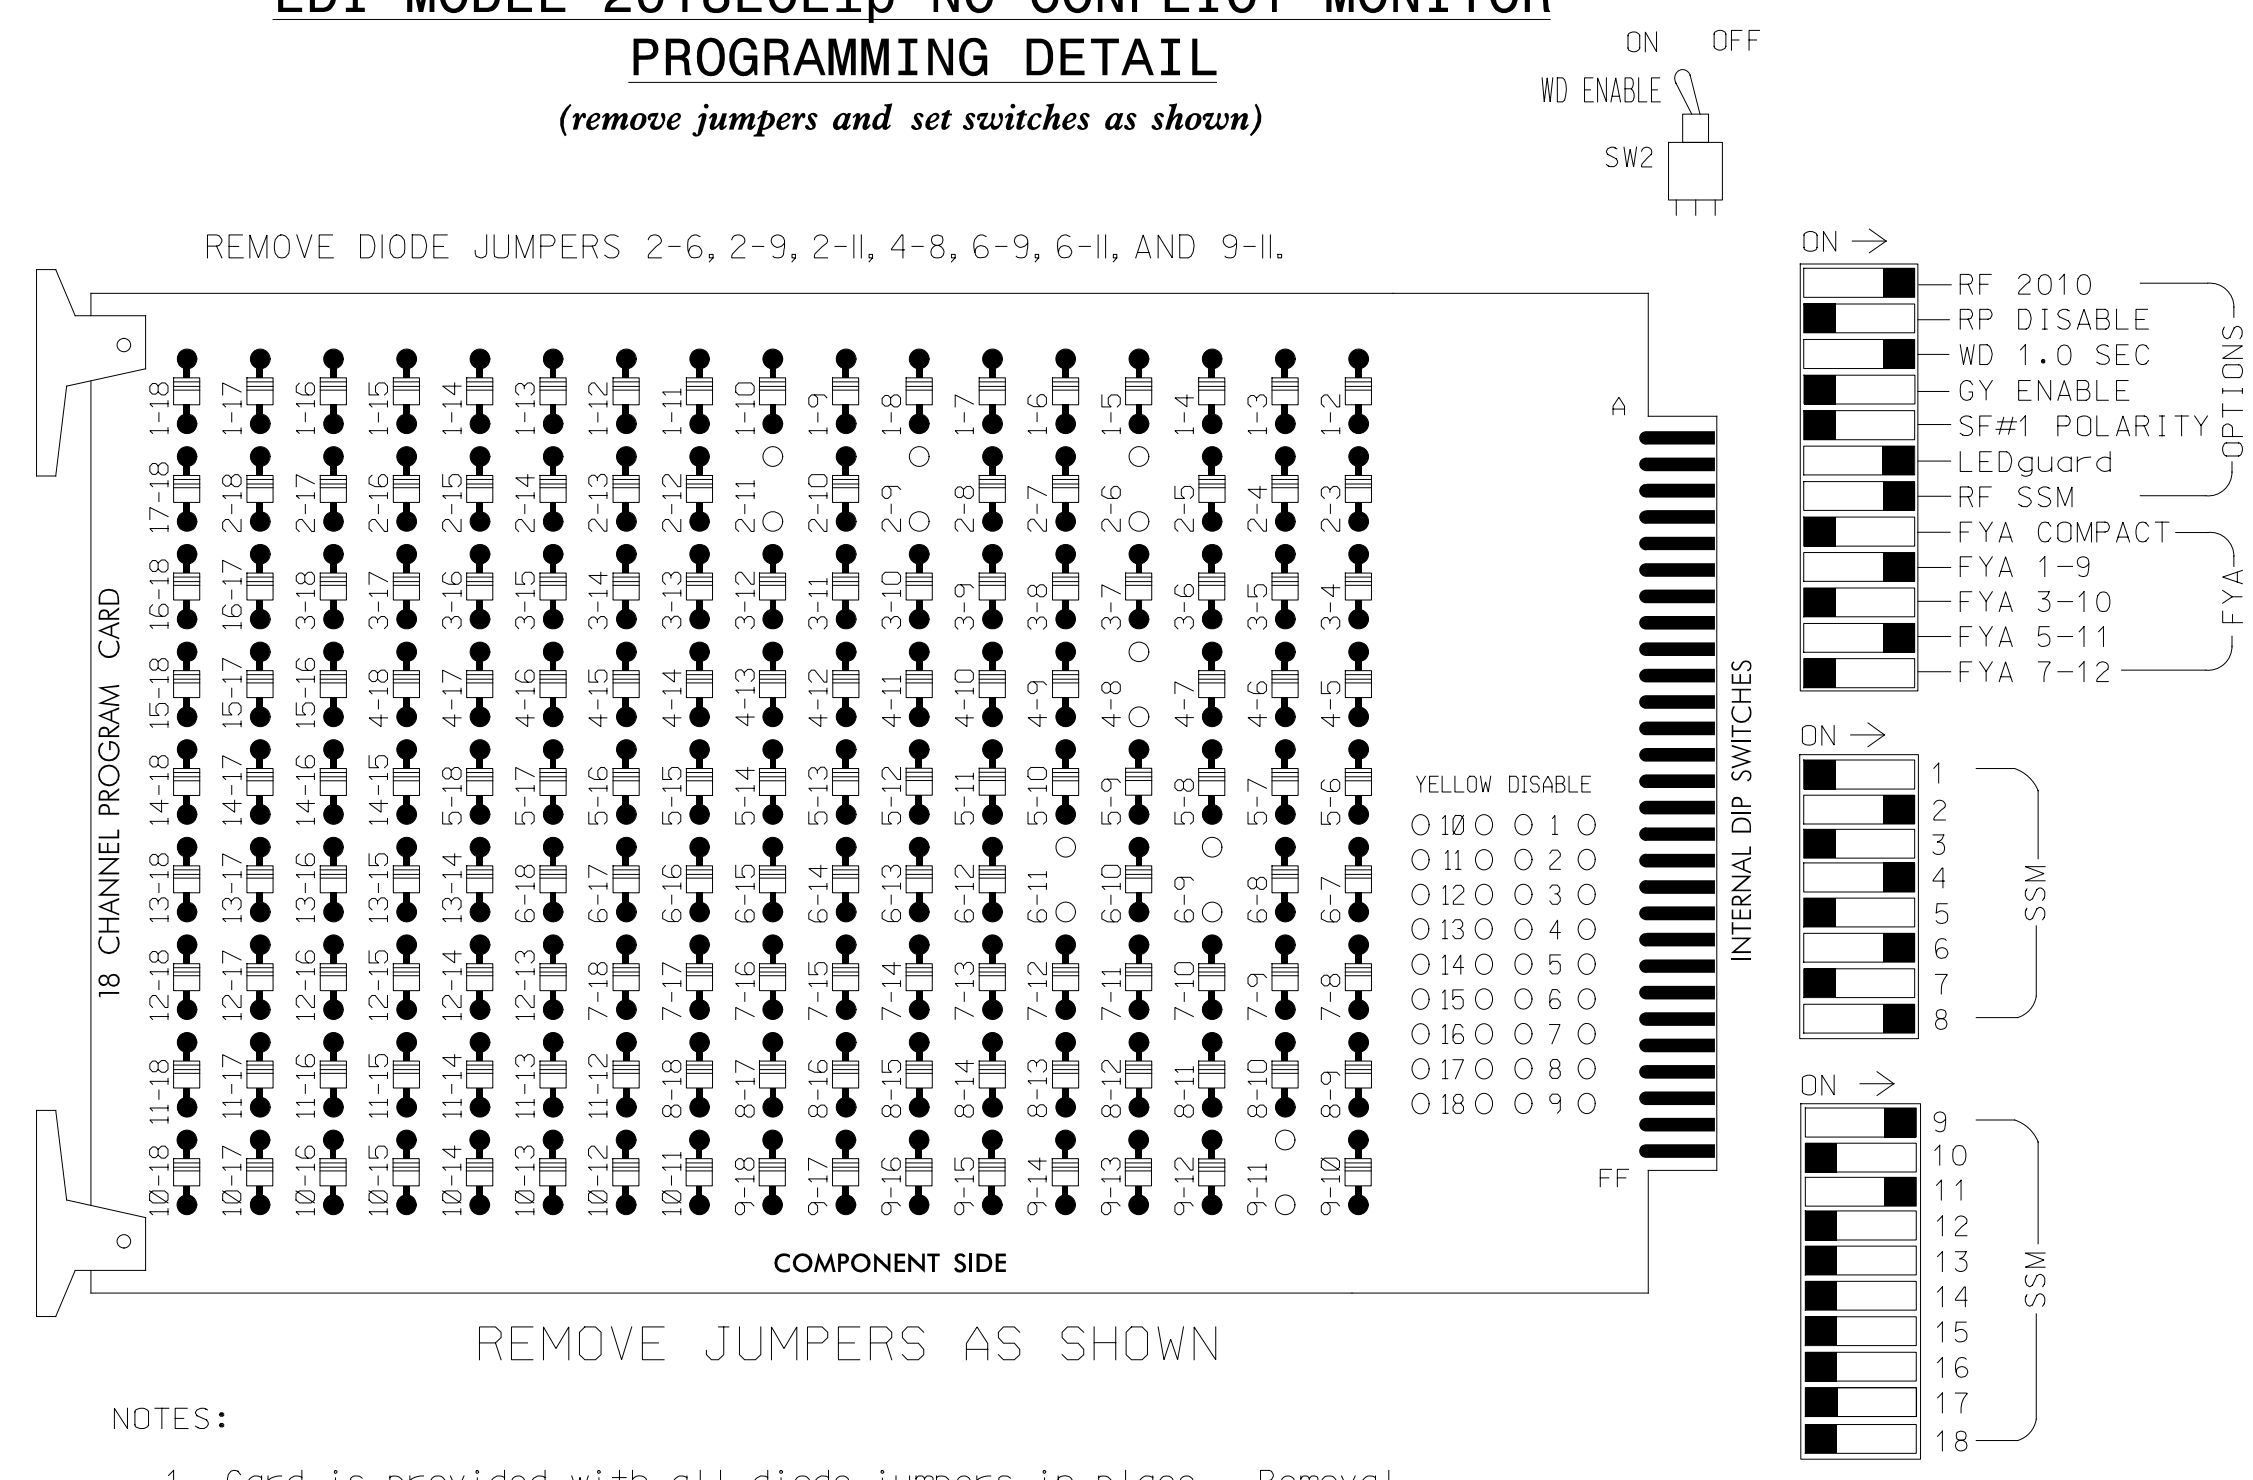 EDI MODEL 2018ECLip-NC CONFLICT MONITOR
PROGRAMMING DETAIL
(remove jumpers and set switches as shown)
ON OFF
WD ENABLE
SW2
REMOVE DIODE JUMPERS 2-6, 2-9, 2-11, 4-8, 6-9, 6-11, AND 9-11.
18 CHANNEL PROGRAM CARD
1-18 1-17 1-16 1-15 1-14 1-13 1-12 1-11 1-10 1-9 1-8 1-7 1-6 1-5 1-4 1-3 1-2
17-18 2-18 2-17 2-16 2-15 2-14 2-13 2-12 2-11 2-10 2-9 2-8 2-7 2-6 2-5 2-4 2-3
16-18 16-17 3-18 3-17 3-16 3-15 3-14 3-13 3-12 3-11 3-10 3-9 3-8 3-7 3-6 3-5 3-4
15-18 15-17 15-16 4-18 4-17 4-16 4-15 4-14 4-13 4-12 4-11 4-10 4-9 4-8 4-7 4-6 4-5
14-18 14-17 14-16 14-15 5-18 5-17 5-16 5-15 5-14 5-13 5-12 5-11 5-10 5-9 5-8 5-7 5-6
13-18 13-17 13-16 13-15 13-14 6-18 6-17 6-16 6-15 6-14 6-13 6-12 6-11 6-10 6-9 6-8 6-7
12-18 12-17 12-16 12-15 12-14 12-13 7-18 7-17 7-16 7-15 7-14 7-13 7-12 7-11 7-10 7-9 7-8
11-18 11-17 11-16 11-15 11-14 11-13 11-12 8-18 8-17 8-16 8-15 8-14 8-13 8-12 8-11 8-10 8-9
10-18 10-17 10-16 10-15 10-14 10-13 10-12 10-11 9-18 9-17 9-16 9-15 9-14 9-13 9-12 9-11 9-10
YELLOW DISABLE
10 1
11 2
12 3
13 4
14 5
15 6
16 7
17 8
18 9
A
FF
COMPONENT SIDE
INTERNAL DIP SWITCHES
ON
RF 2010
RP DISABLE
WD 1.0 SEC
GY ENABLE
SF#1 POLARITY
LEDguard
RF SSM
OPTIONS
FYA COMPACT
FYA 1-9
FYA 3-10
FYA 5-11
FYA 7-12
FYA
ON
1
2
3
4
5
6
7
8
SSM
ON
9
10
11
12
13
14
15
16
17
18
SSM
REMOVE JUMPERS AS SHOWN
NOTES:
1. Card is provided with all diode jumpers in place. Removal